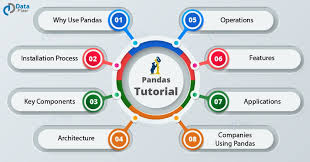 Data
Flair
Why Use Pandas
01
Installation Process
02
Key Components
03
Architecture
04
Pandas
Tutorial
05
Operations
06
Features
07
Applications
08
Companies
Using Pandas